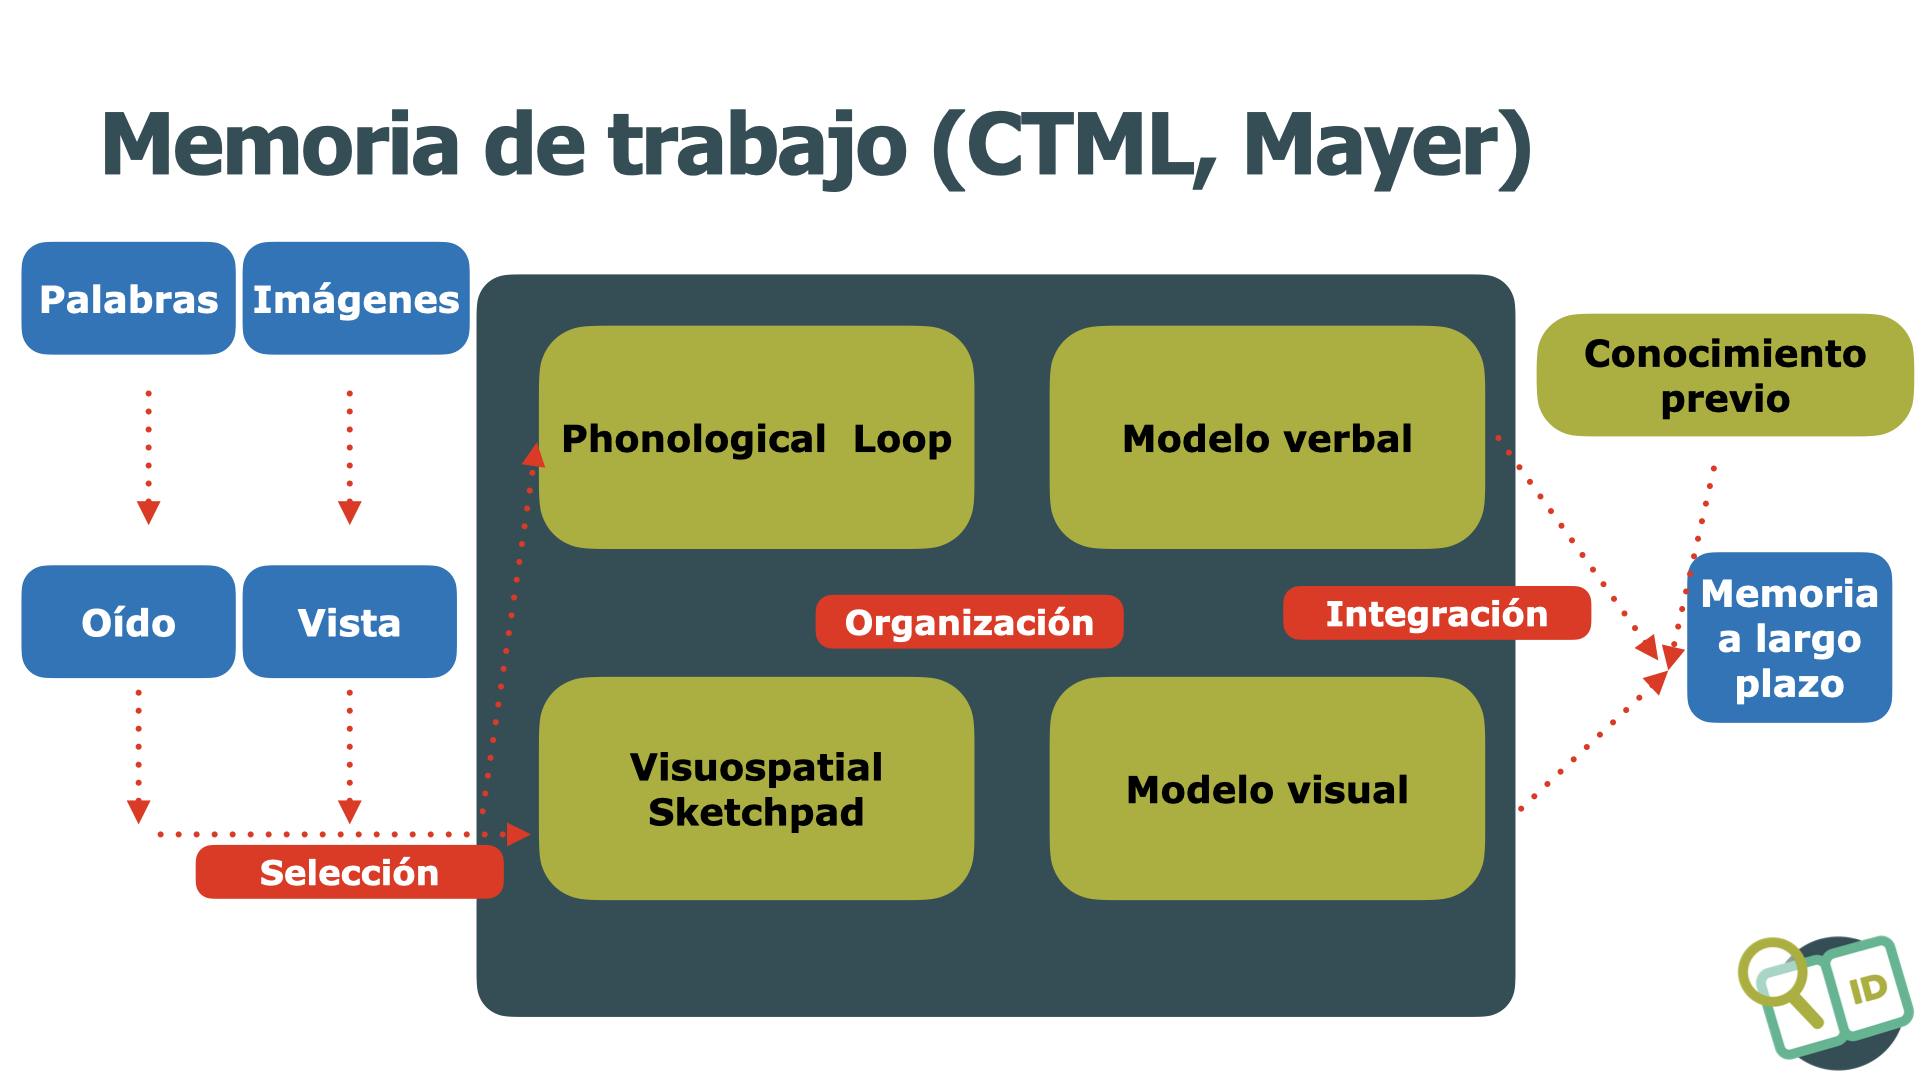 Memoria de trabajo (CTML, Mayer)
Palabras
Imágenes
Oído
Vista
Selección
Phonological Loop
Modelo verbal
Organización
Integración
Visuospatial
Sketchpad
Modelo visual
Conocimiento
previo
Memoria
a largo
plazo
ID